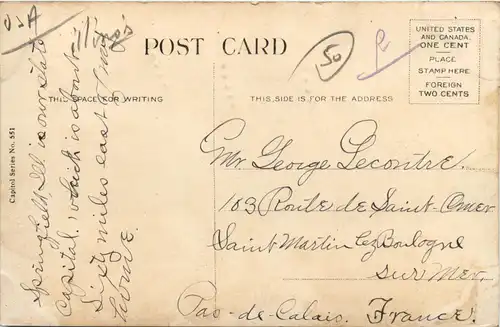 USA
POST CARD
50
UNITED STATES
AND CANADA,
ONE CENT
PLACE
STAMP HERE
FOREIGN
TWO CENTS
THIS SPACE FOR WRITING
THIS SIDE IS FOR THE ADDRESS
Capitol Series No. 551
Springfield Ill is our state
capital, which is about
Sixty miles east of my
home.
Mr. George Lecontre.
103 Route de Saint-Omer
Saint Martin lez Boulogne
sur Mer.
Pas-de-Calais. France.